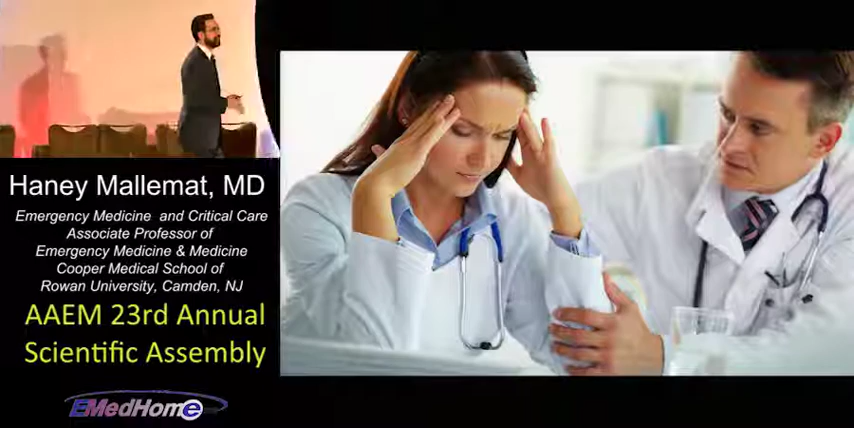 Haney Mallemat, MD
Emergency Medicine and Critical Care
Associate Professor of
Emergency Medicine & Medicine
Cooper Medical School of
Rowan University, Camden, NJ
AAEM 23rd Annual
Scientific Assembly
EMedHome